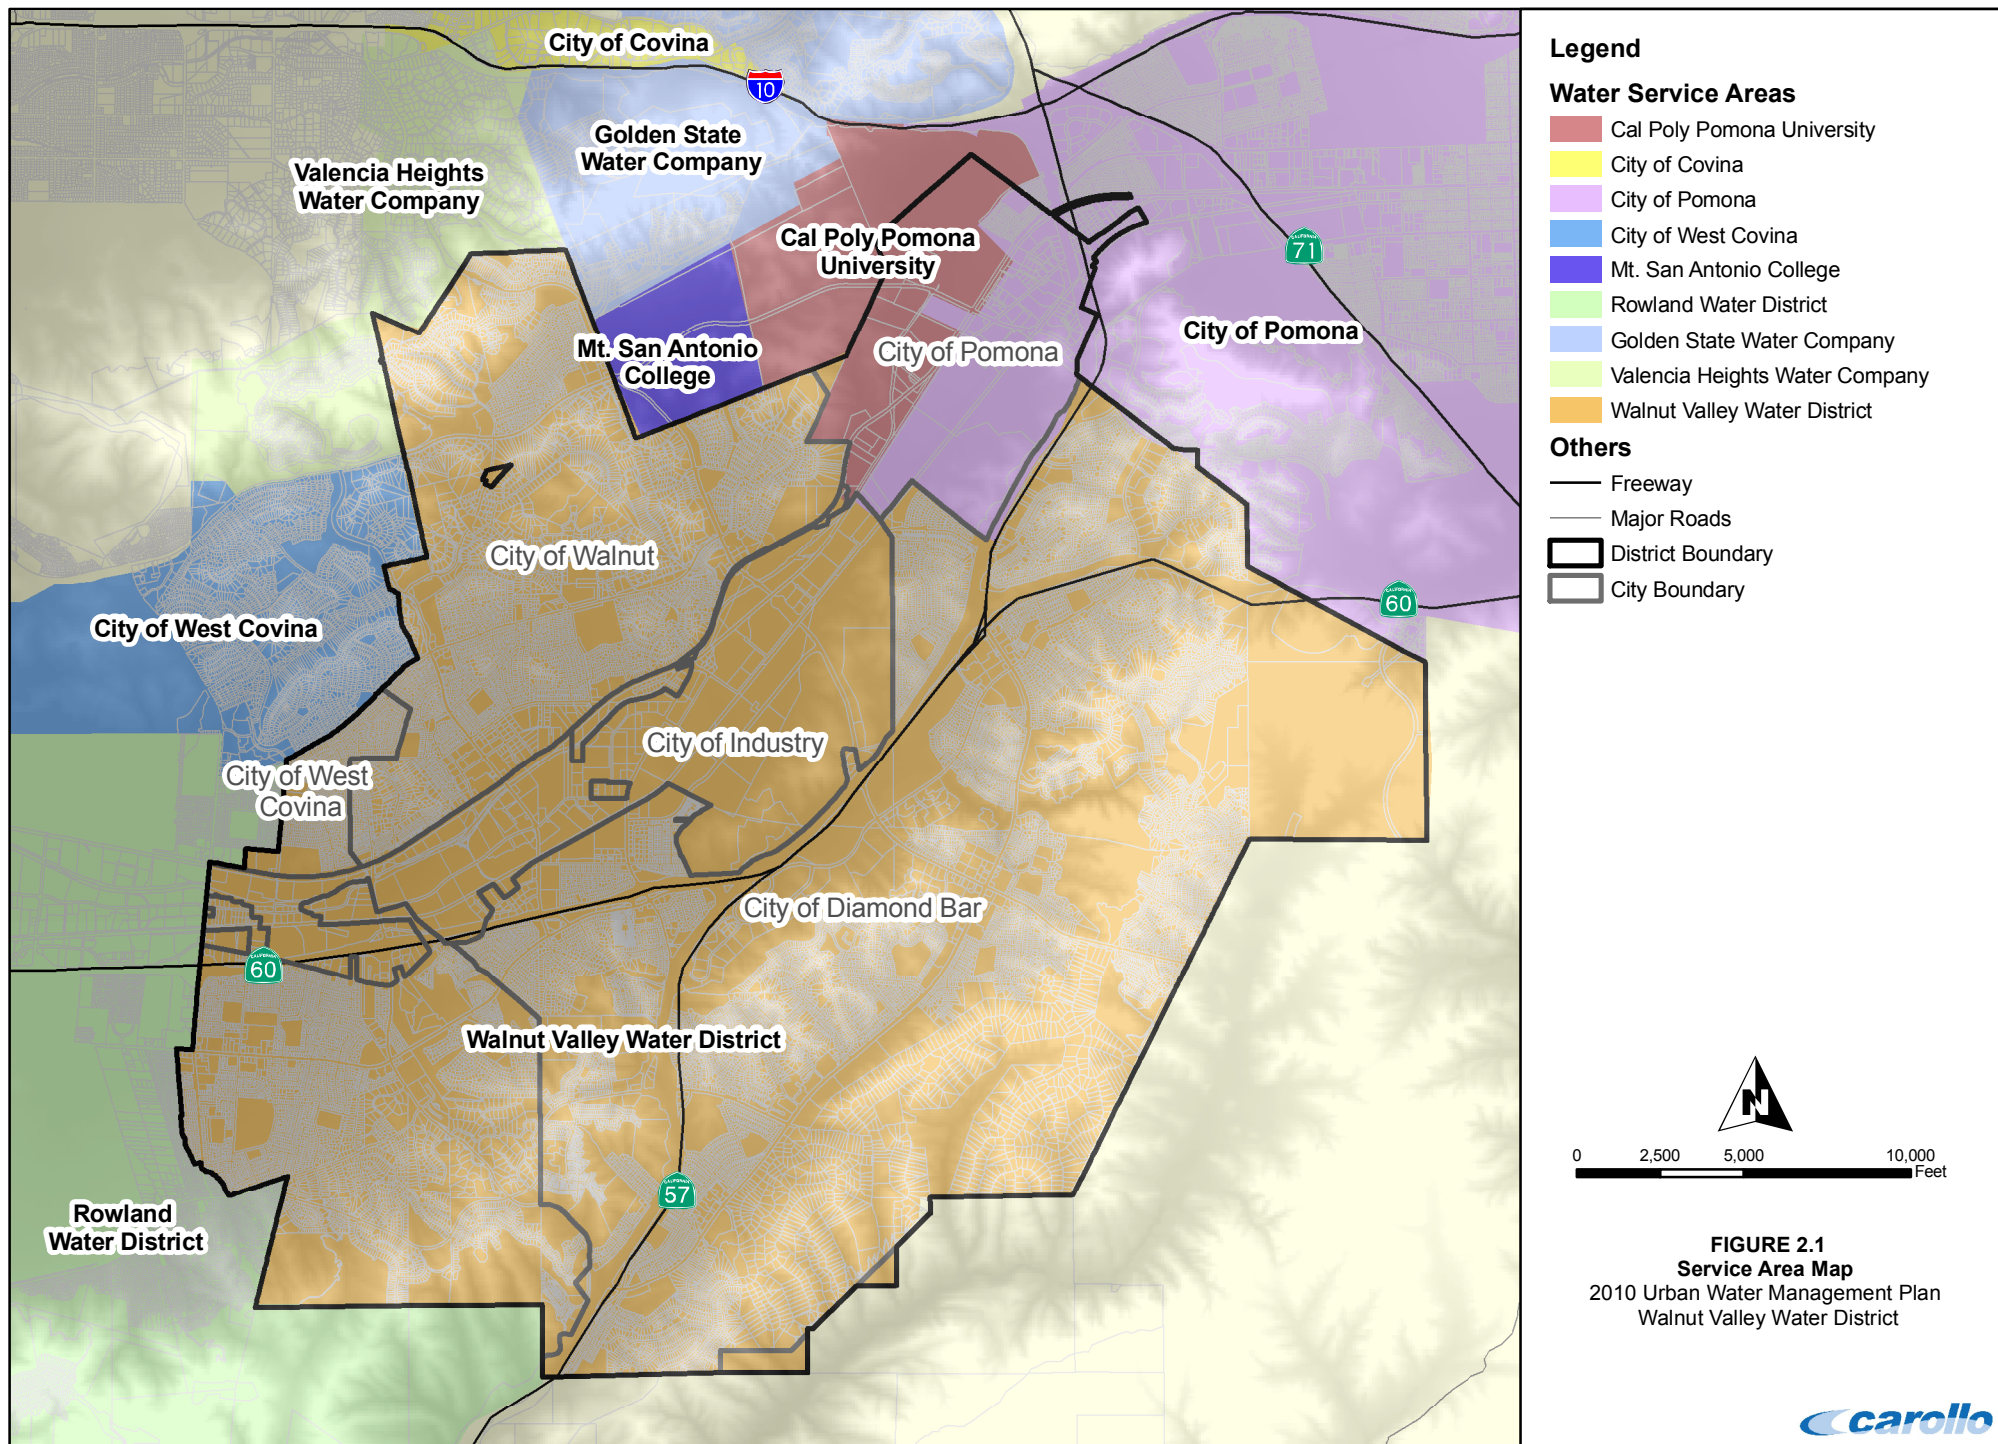 City of Covina
10
Golden State
Water Company
Valencia Heights
Water Company
Cal Poly Pomona
University
CALIFORNIA
71
City of Pomona
Mt. San Antonio
College
City of Pomona
City of Walnut
City of West Covina
CALIFORNIA
60
City of Industry
City of West
Covina
City of Diamond Bar
CALIFORNIA
60
Walnut Valley Water District
CALIFORNIA
57
Rowland
Water District
Legend
Water Service Areas
Cal Poly Pomona University
City of Covina
City of Pomona
City of West Covina
Mt. San Antonio College
Rowland Water District
Golden State Water Company
Valencia Heights Water Company
Walnut Valley Water District
Others
Freeway
Major Roads
District Boundary
City Boundary
N
0 2,500 5,000 10,000
Feet
FIGURE 2.1
Service Area Map
2010 Urban Water Management Plan
Walnut Valley Water District
carollo